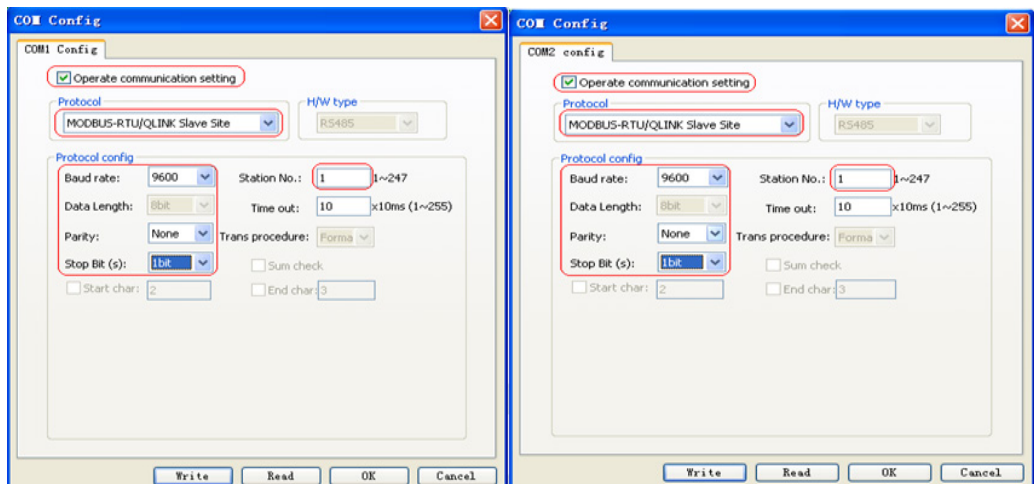 COM Config
COM1 Config
Operate communication setting
Protocol
H/W type
MODBUS-RTU/QLINK Slave Site
RS485
Protocol config
Baud rate: 9600 Station No.: 1 1~247
Data Length: 8bit Time out: 10 x10ms (1~255)
Parity: None Trans procedure: Forma
Stop Bit (s): 1bit Sum check
Start char: 2 End char: 3
Write Read OK Cancel
COM Config
COM2 config
Operate communication setting
Protocol
H/W type
MODBUS-RTU/QLINK Slave Site
RS485
Protocol config
Baud rate: 9600 Station No.: 1 1~247
Data Length: 8bit Time out: 10 x10ms (1~255)
Parity: None Trans procedure: Forma
Stop Bit (s): 1bit Sum check
Start char: 2 End char: 3
Write Read OK Cancel